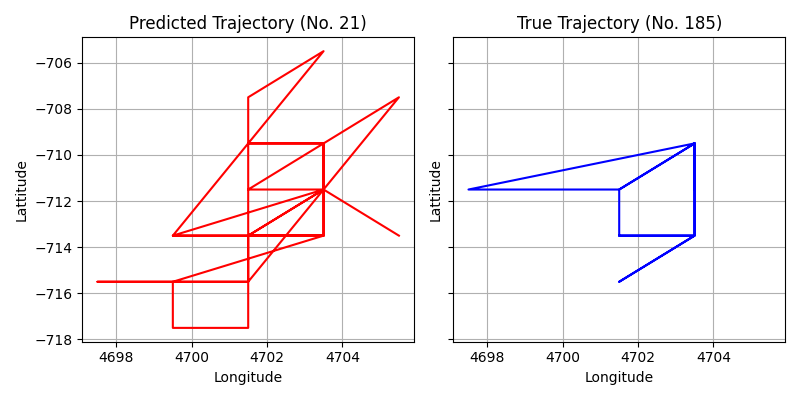 Predicted Trajectory (No. 21)
True Trajectory (No. 185)
Lattitude
−706
−708
−710
−712
−714
−716
−718
4698 4700 4702 4704
Longitude
Lattitude
4698 4700 4702 4704
Longitude